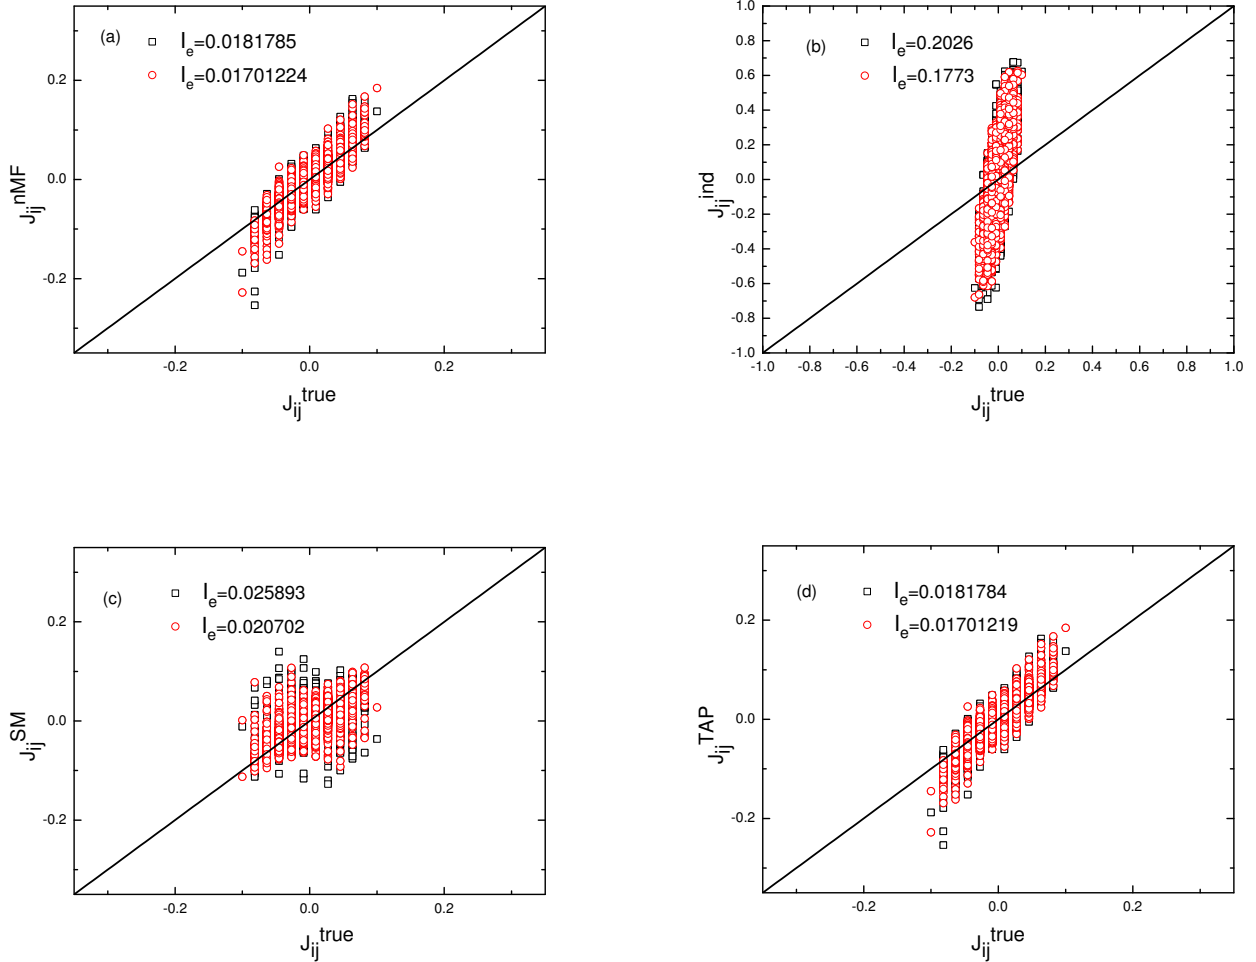 (a)
I_e=0.0181785
I_e=0.01701224
0.2
0.0
-0.2
-0.2
0.0
0.2
J_ij^nMF
J_ij^true
(b)
I_e=0.2026
I_e=0.1773
1.0
0.8
0.6
0.4
0.2
0.0
-0.2
-0.4
-0.6
-0.8
-1.0
-1.0
-0.8
-0.6
-0.4
-0.2
0.0
0.2
0.4
0.6
0.8
1.0
J_ij^ind
J_ij^true
(c)
I_e=0.025893
I_e=0.020702
0.2
0.0
-0.2
-0.2
0.0
0.2
J_ij^SM
J_ij^true
(d)
I_e=0.0181784
I_e=0.01701219
0.2
0.0
-0.2
-0.2
0.0
0.2
J_ij^TAP
J_ij^true